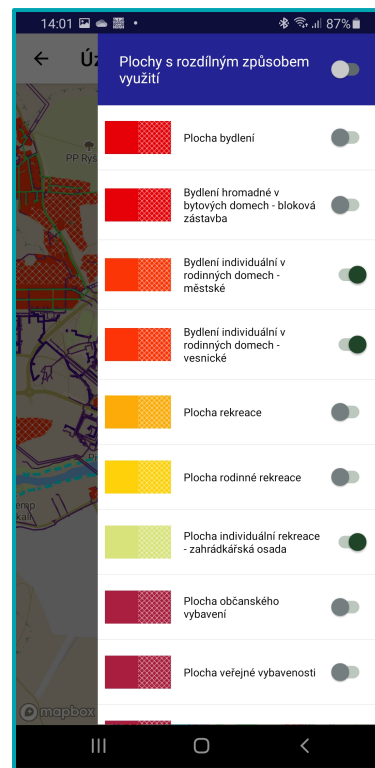 14:01
87%
Úz
Plochy s rozdílným způsobem
využití
PP Ryš
Plocha bydlení
Bydlení hromadné v
bytových domech - bloková
zástavba
Bydlení individuální v
rodinných domech -
městské
Bydlení individuální v
rodinných domech -
vesnické
Plocha rekreace
Plocha rodinné rekreace
Plocha individuální rekreace
- zahrádkářská osada
Plocha občanského
vybavení
Plocha veřejné vybavenosti
mapbox